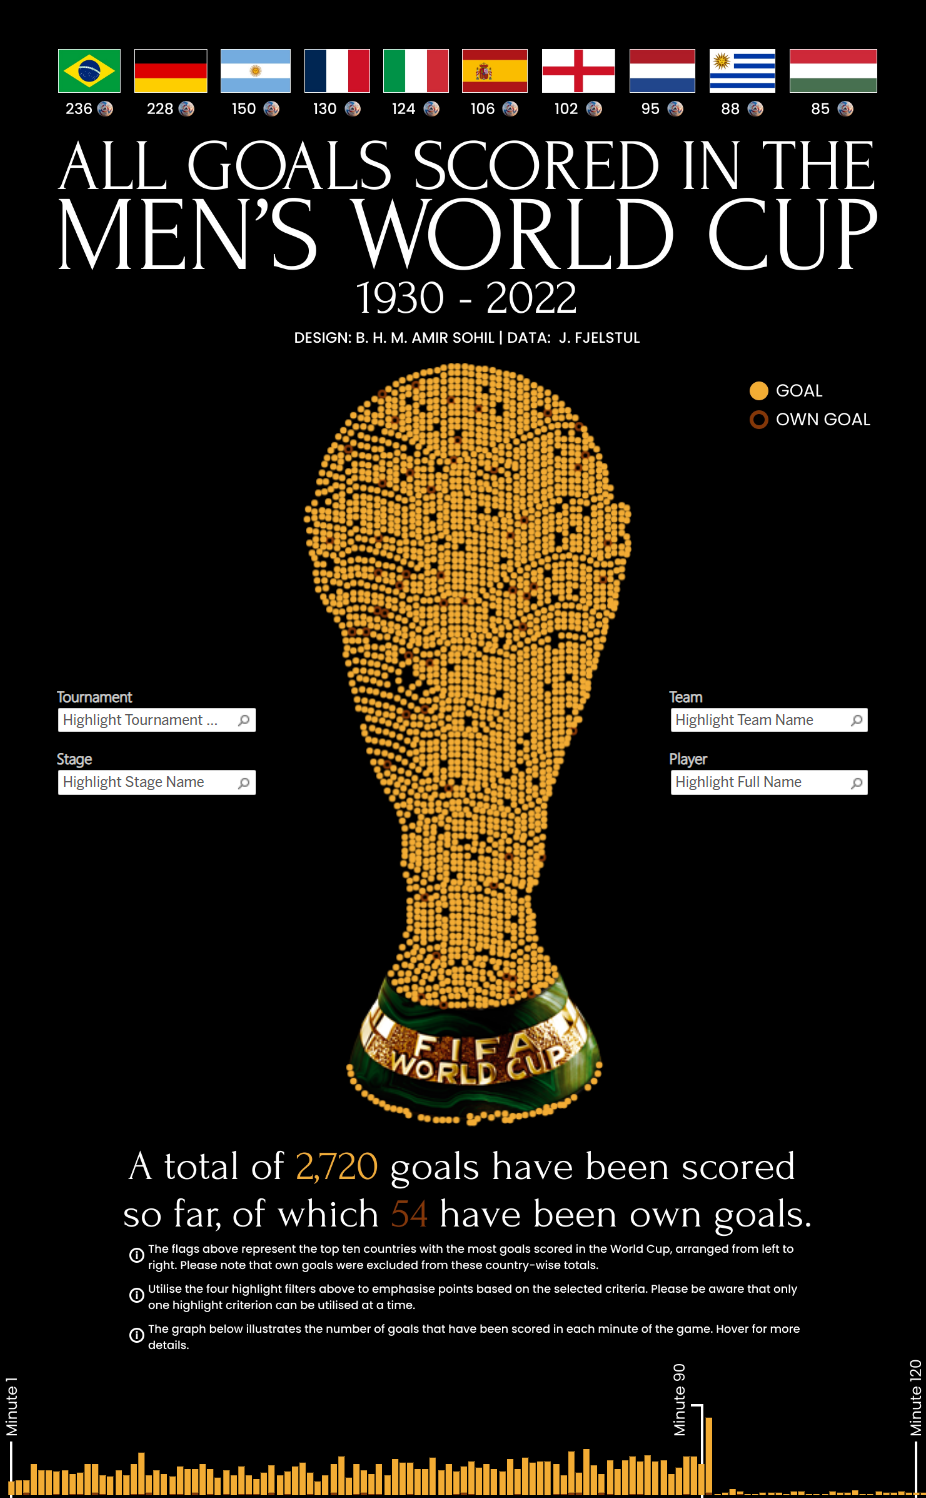 236 228 150 130 124 106 102 95 88 85
ALL GOALS SCORED IN THE
MEN'S WORLD CUP
1930 - 2022
DESIGN: B. H. M. AMIR SOHIL | DATA: J. FJELSTUL
GOAL
OWN GOAL
Tournament
Highlight Tournament ...
Stage
Highlight Stage Name
Team
Highlight Team Name
Player
Highlight Full Name
FIFA
WORLD CUP
A total of 2,720 goals have been scored
so far, of which 54 have been own goals.
The flags above represent the top ten countries with the most goals scored in the World Cup, arranged from left to
right. Please note that own goals were excluded from these country-wise totals.
Utilise the four highlight filters above to emphasise points based on the selected criteria. Please be aware that only
one highlight criterion can be utilised at a time.
The graph below illustrates the number of goals that have been scored in each minute of the game. Hover for more
details.
Minute 1
Minute 90
Minute 120